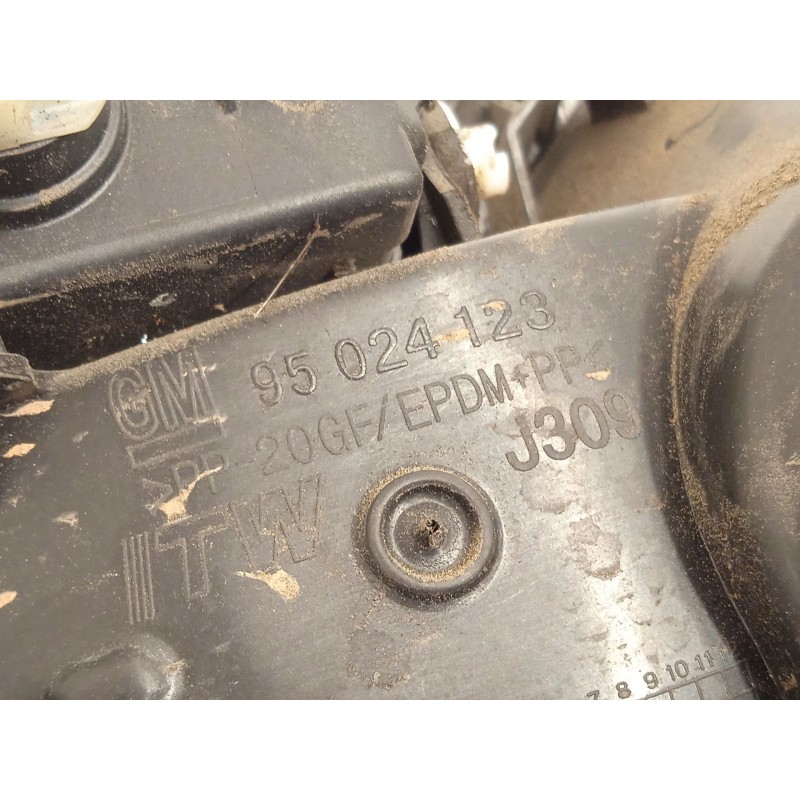 GM 95 024 123
>PP-20GF/EPDM+PP<
J309
ITW
7 8 9 10 11